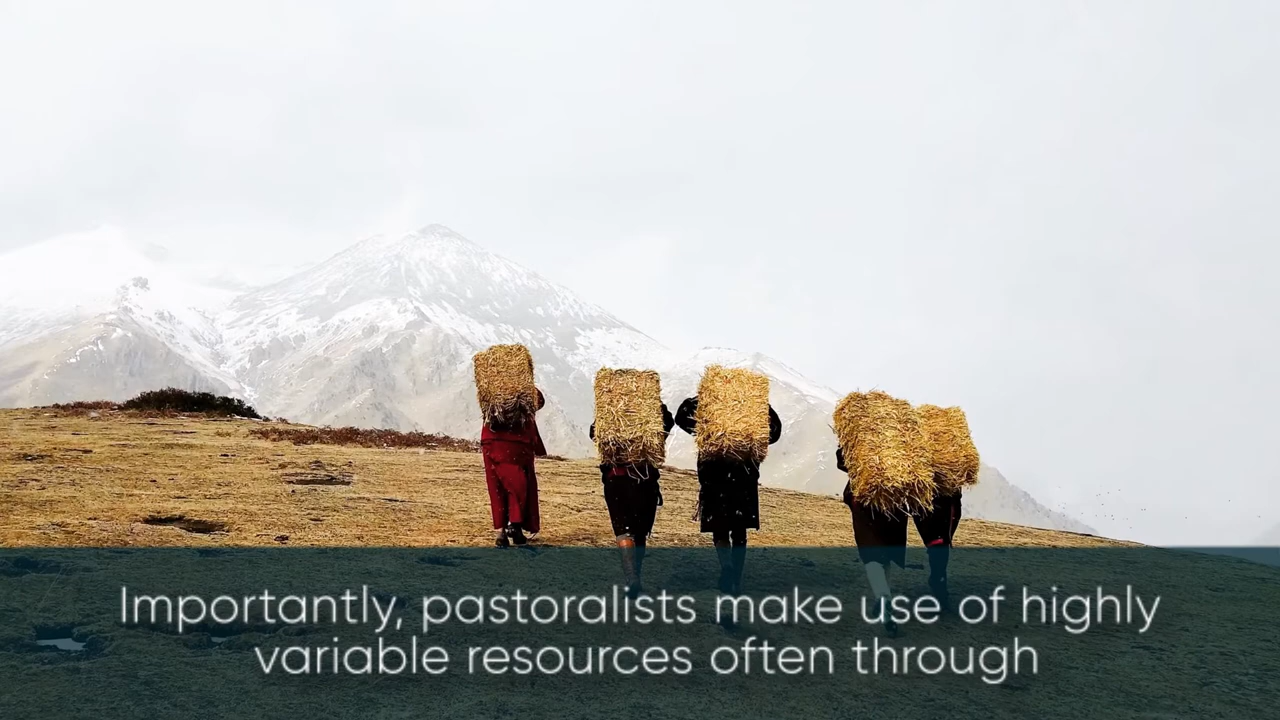 Importantly, pastoralists make use of highly
variable resources often through